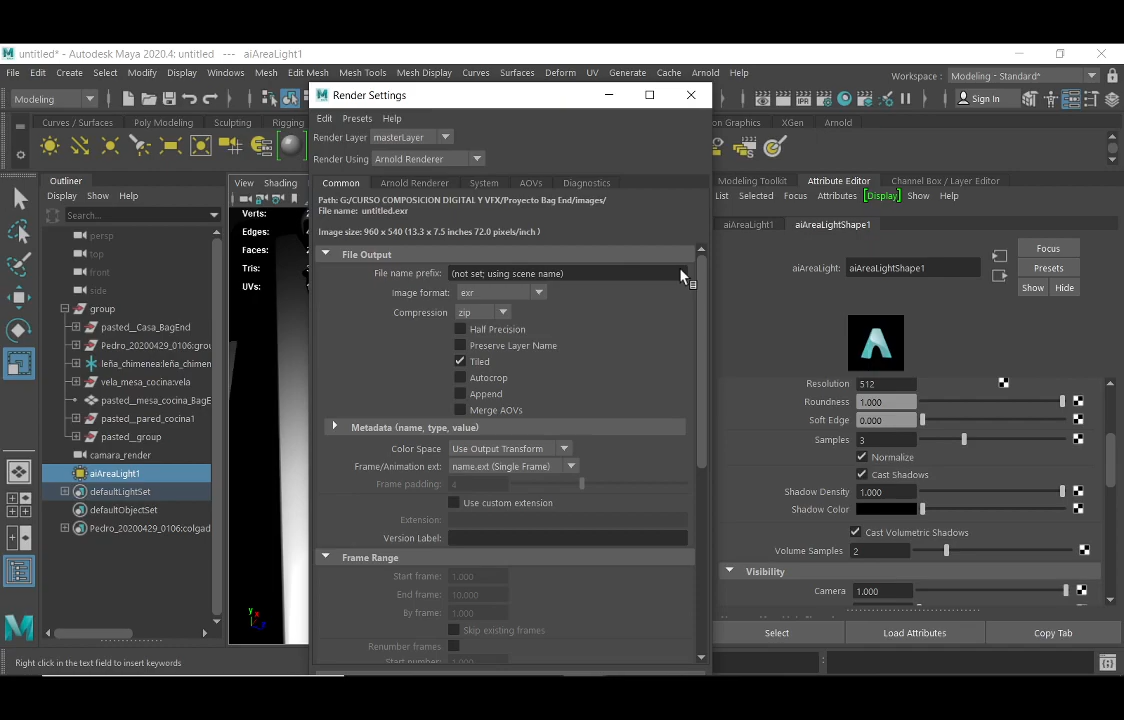 untitled* - Autodesk Maya 2020.4: untitled --- aiAreaLight1
File Edit Create Select Modify Display Windows Mesh Edit Mesh Mesh Tools Mesh Display Curves Surfaces Deform UV Generate Cache Arnold Help
Workspace : Modeling - Standard*
Modeling
Sign In
Curves / Surfaces Poly Modeling Sculpting Rigging
XGen Arnold
Render Settings
Edit Presets Help
Render Layer masterLayer
Render Using Arnold Renderer
Common Arnold Renderer System AOVs Diagnostics
Path: G:/CURSO COMPOSICION DIGITAL Y VFX/Proyecto Bag End/images/
File name: untitled.exr
Image size: 960 x 540 (13.3 x 7.5 inches 72.0 pixels/inch )
File Output
File name prefix: (not set; using scene name)
Image format: exr
Compression zip
Half Precision
Preserve Layer Name
Tiled
Autocrop
Append
Merge AOVs
Metadata (name, type, value)
Color Space Use Output Transform
Frame/Animation ext: name.ext (Single Frame)
Frame padding: 4
Use custom extension
Extension:
Version Label:
Frame Range
Start frame: 1.000
End frame: 10.000
By frame: 1.000
Skip existing frames
Renumber frames
Start number: 1.000
Outliner
Display Show Help
Search...
persp
top
front
side
group
pasted__Casa_BagEnd
Pedro_20200429_0106:grou
leña_chimenea:leña_chimen
vela_mesa_cocina:vela
pasted__mesa_cocina_BagE
pasted__pared_cocina1
pasted__group
camara_render
aiAreaLight1
defaultLightSet
defaultObjectSet
Pedro_20200429_0106:colgad
View Shading
Verts:
Edges:
Faces:
Tris:
UVs:
y
x
z
Modeling Toolkit Attribute Editor Channel Box / Layer Editor
List Selected Focus Attributes Display Show Help
aiAreaLight1 aiAreaLightShape1
aiAreaLight: aiAreaLightShape1
Focus
Presets
Show Hide
Resolution 512
Roundness 1.000
Soft Edge 0.000
Samples 3
Normalize
Cast Shadows
Shadow Density 1.000
Shadow Color
Cast Volumetric Shadows
Volume Samples 2
Visibility
Camera 1.000
Select Load Attributes Copy Tab
Right click in the text field to insert keywords